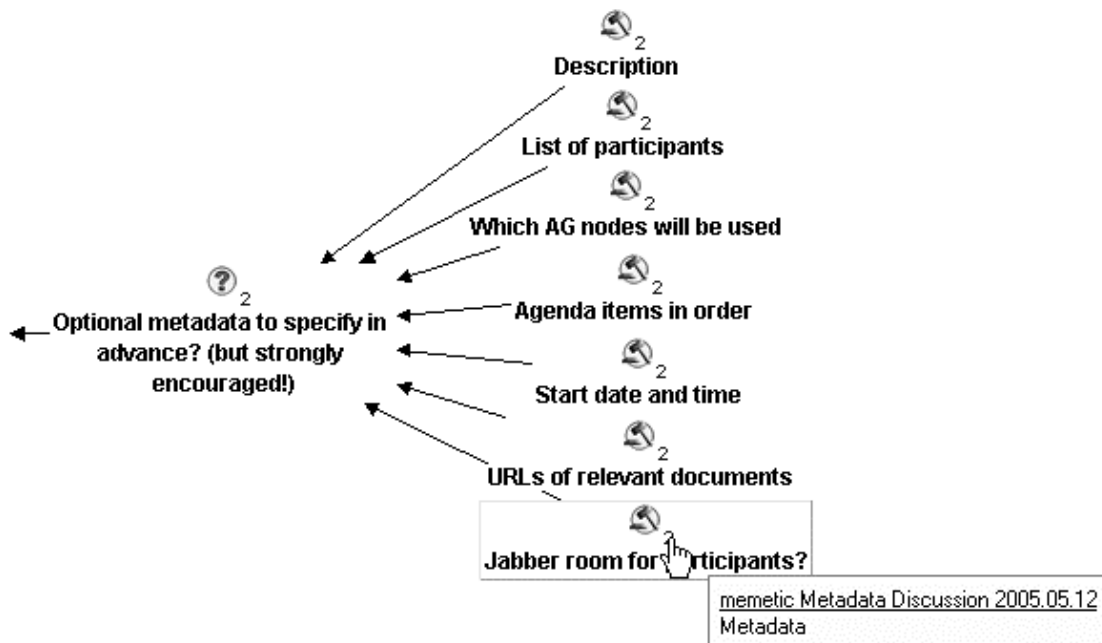 2
Description
2
List of participants
2
Which AG nodes will be used
?
2
Optional metadata to specify in
advance? (but strongly
encouraged!)
2
Agenda items in order
2
Start date and time
2
URLs of relevant documents
2
Jabber room for rticipants?
memetic Metadata Discussion 2005.05.12
Metadata